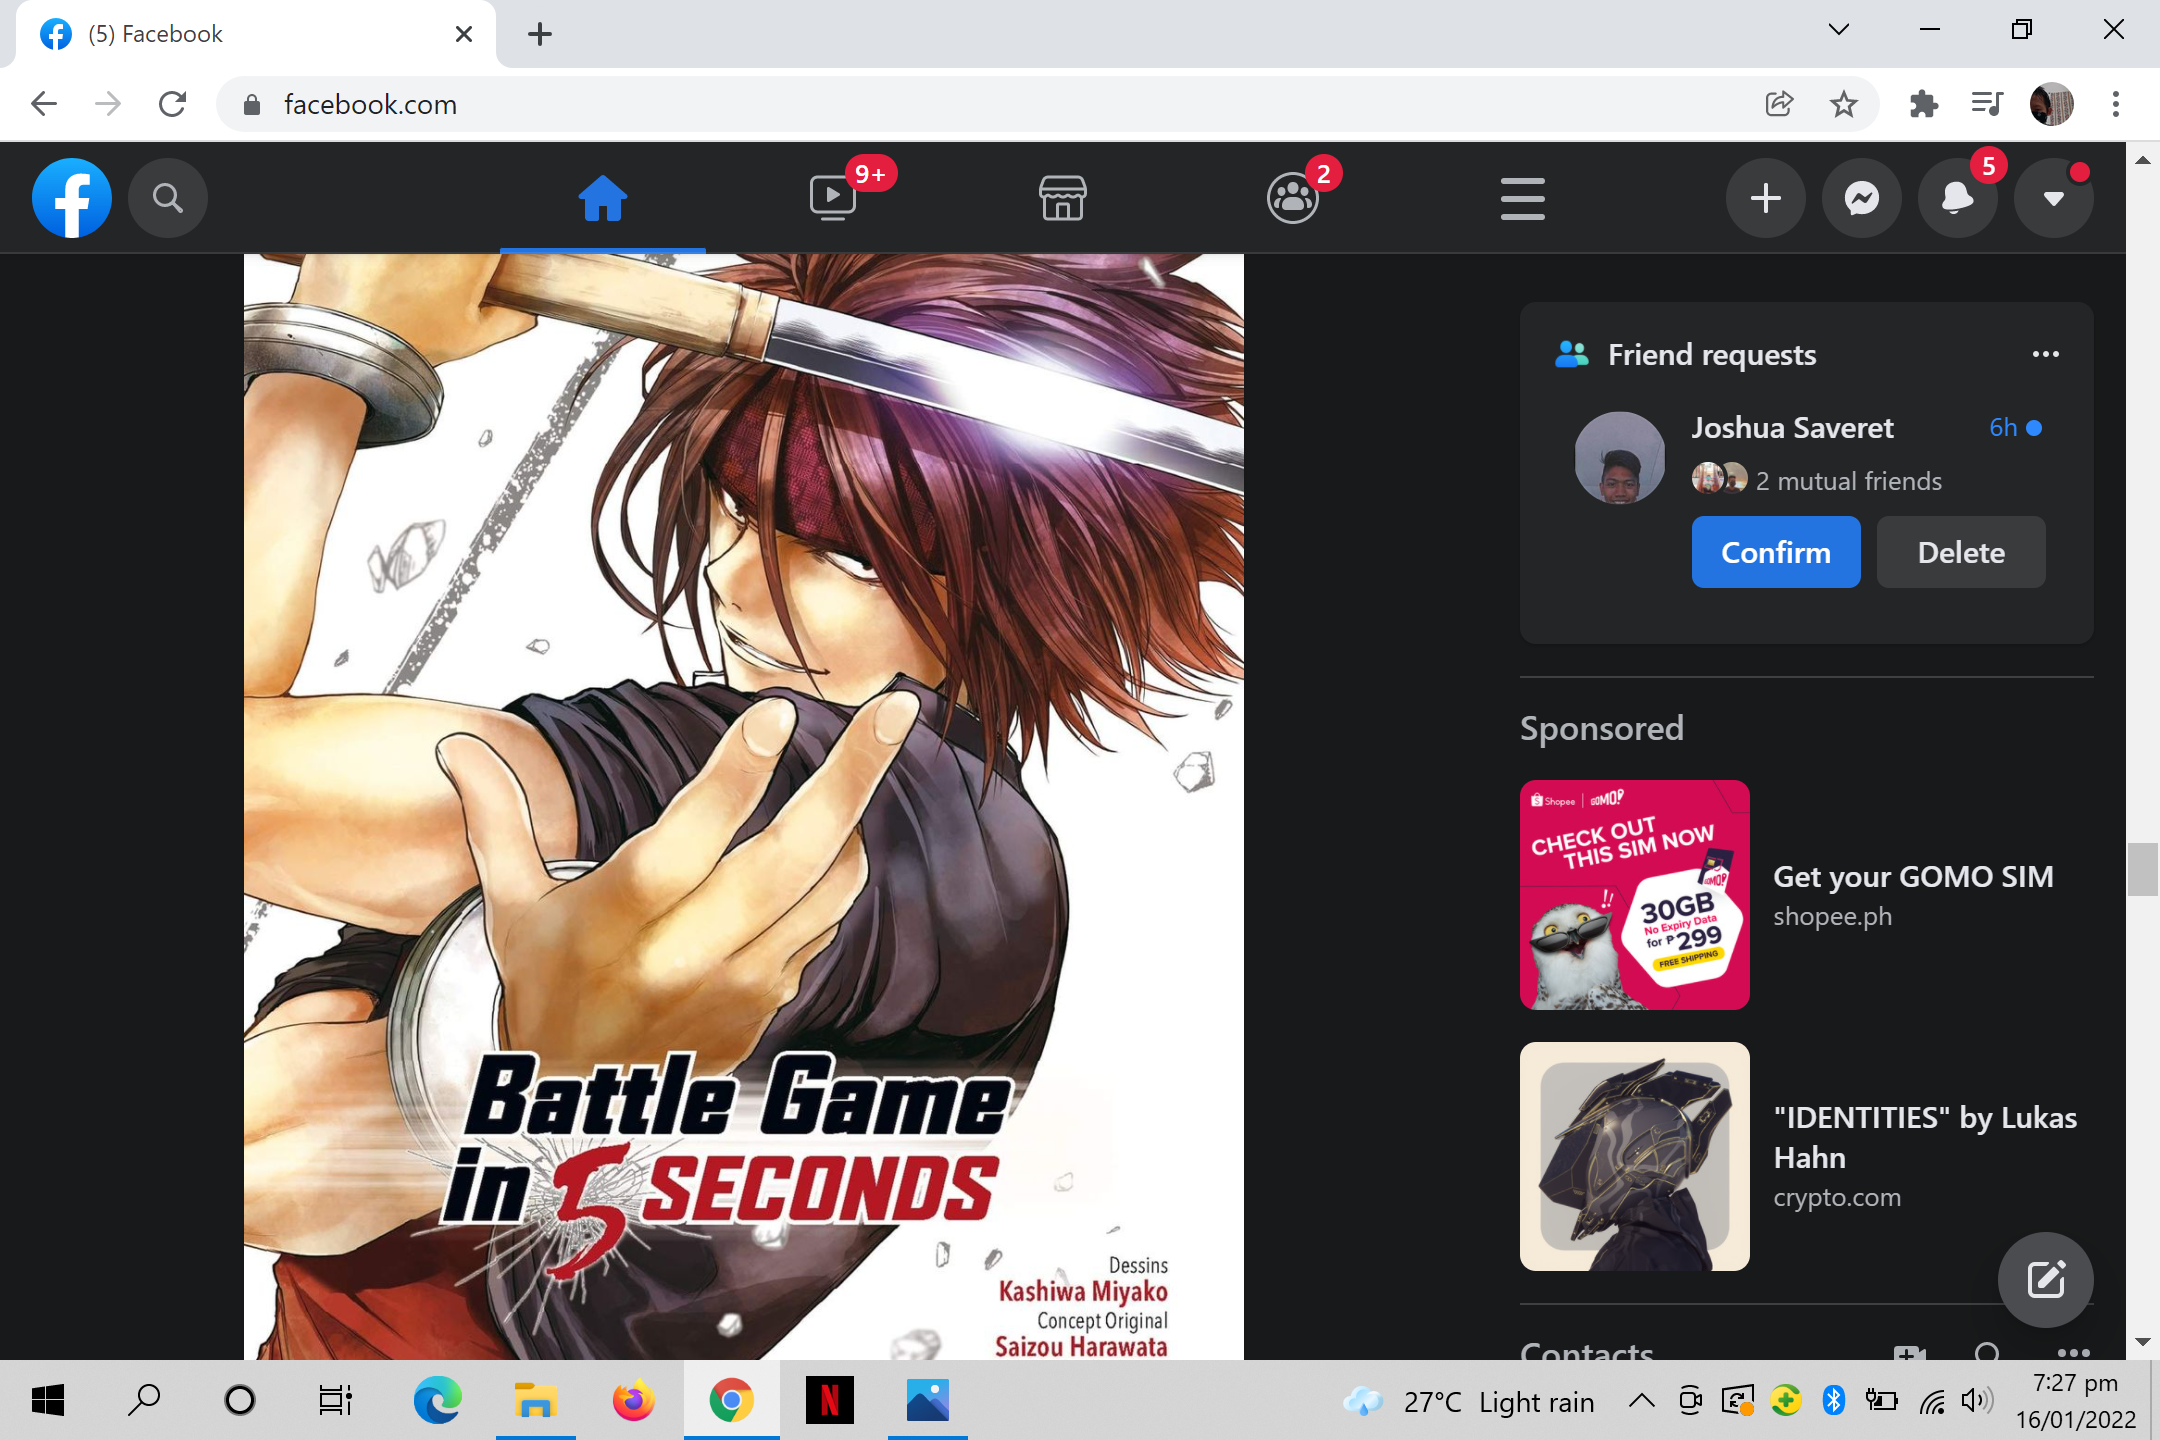 (5) Facebook
facebook.com
9+
2
5
Friend requests
Joshua Saveret
6h
2 mutual friends
Confirm
Delete
Sponsored
Shopee | GOMO!
CHECK OUT
THIS SIM NOW
GOMO!
!!
30GB
No Expiry Data
for ₱299
FREE SHIPPING
Get your GOMO SIM
shopee.ph
"IDENTITIES" by Lukas
Hahn
crypto.com
Contacts
Battle Game
in 5 SECONDS
Dessins
Kashiwa Miyako
Concept Original
Saizou Harawata
N
27°C Light rain
7:27 pm
16/01/2022